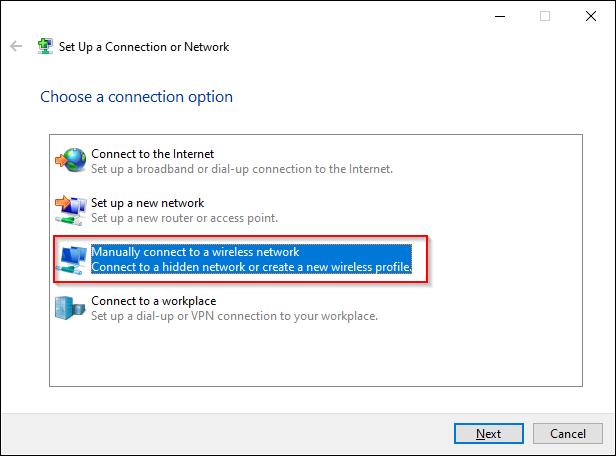 Set Up a Connection or Network
Choose a connection option
Connect to the Internet
Set up a broadband or dial-up connection to the Internet.
Set up a new network
Set up a new router or access point.
Manually connect to a wireless network
Connect to a hidden network or create a new wireless profile.
Connect to a workplace
Set up a dial-up or VPN connection to your workplace.
Next
Cancel